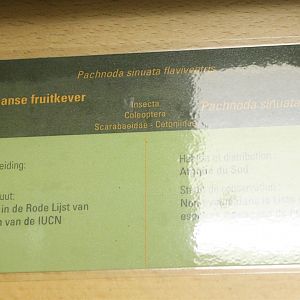 Pachnoda sinuata flaviventris
anse fruitkever
Insecta
Coleoptera
Scarabaeidae - Cetoniinae
Pachnoda sinuata
eiding:
Habitat et distribution :
Afrique du Sud
uut:
in de Rode Lijst van
n van de IUCN